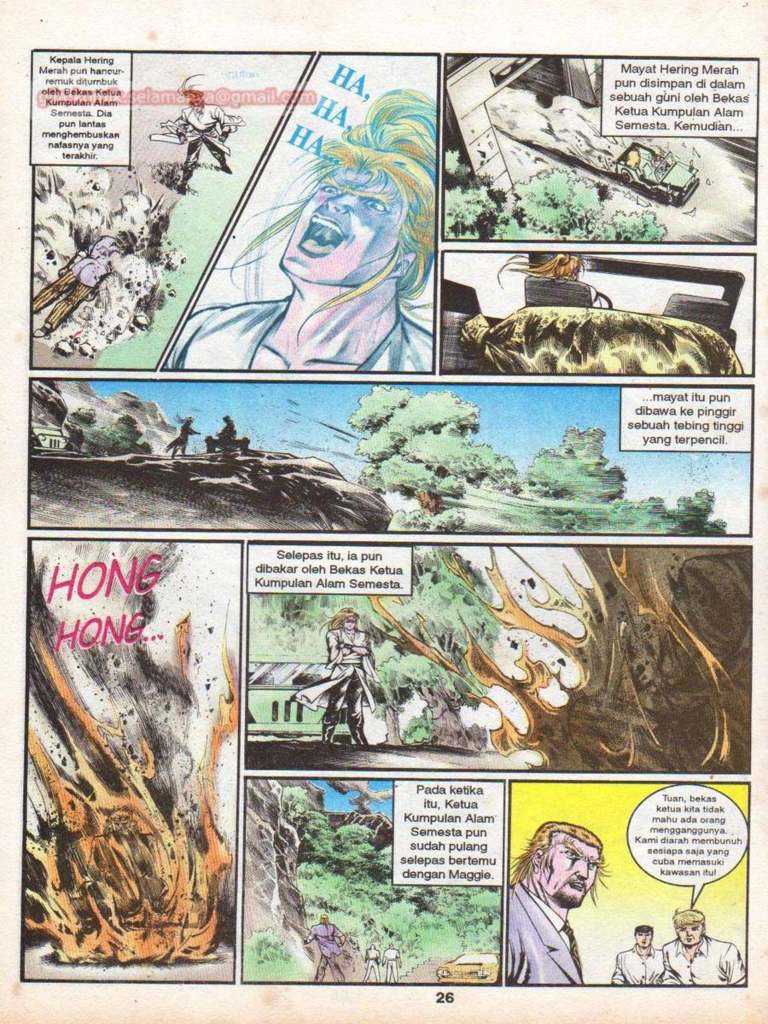 Kepala Hering
Merah pun hancur-
remuk ditumbuk
oleh Bekas Ketua
Kumpulan Alam
Semesta. Dia
pun lantas
menghembuskan
nafasnya yang
terakhir.
selamanya@gmail.com
HA,
HA,
HA...
Mayat Hering Merah
pun disimpan di dalam
sebuah guni oleh Bekas
Ketua Kumpulan Alam
Semesta. Kemudian...
...mayat itu pun
dibawa ke pinggir
sebuah tebing tinggi
yang terpencil.
HONG
HONG...
Selepas itu, ia pun
dibakar oleh Bekas Ketua
Kumpulan Alam Semesta.
Pada ketika
itu, Ketua
Kumpulan Alam
Semesta pun
sudah pulang
selepas bertemu
dengan Maggie.
Tuan, bekas
ketua kita tidak
mahu ada orang
mengganggunya.
Kami diarah membunuh
sesiapa saja yang
cuba memasuki
kawasan itu!
26